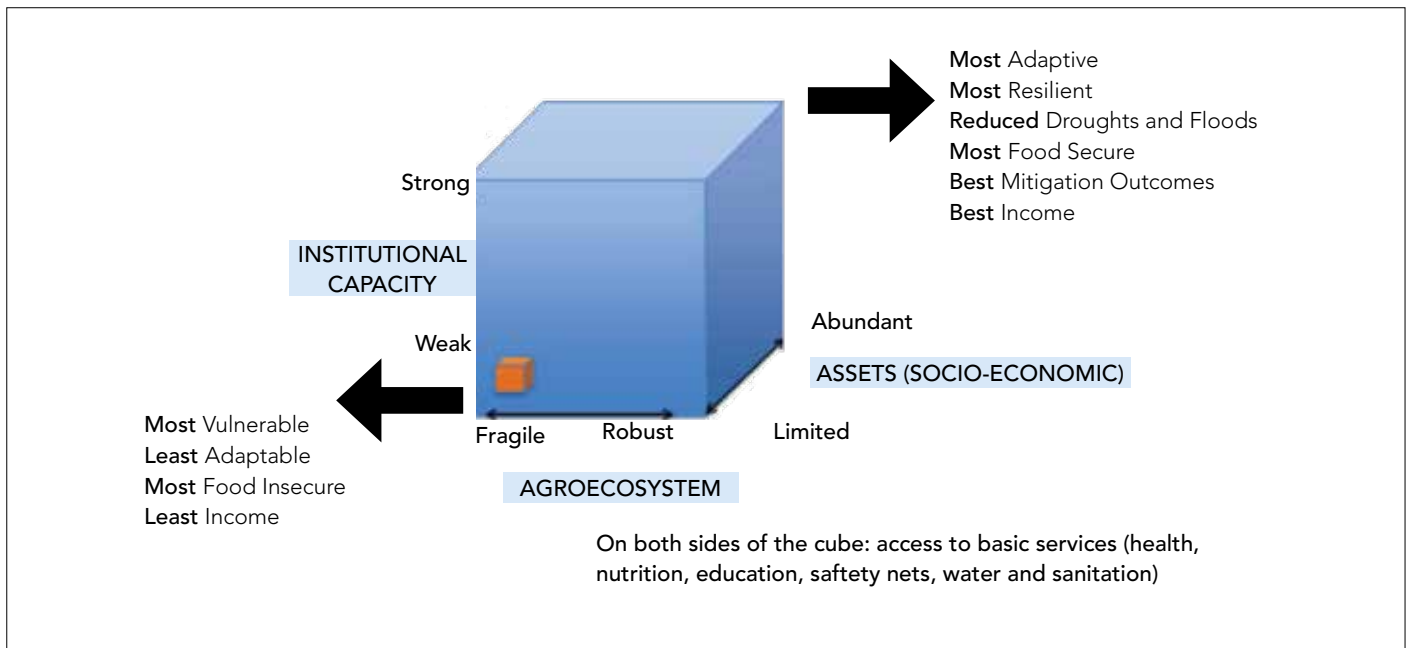 Most Adaptive
Most Resilient
Reduced Droughts and Floods
Most Food Secure
Best Mitigation Outcomes
Best Income
Strong
INSTITUTIONAL
CAPACITY
Weak
Abundant
ASSETS (SOCIO-ECONOMIC)
Most Vulnerable
Least Adaptable
Most Food Insecure
Least Income
Fragile
Robust
Limited
AGROECOSYSTEM
On both sides of the cube: access to basic services (health,
nutrition, education, saftety nets, water and sanitation)